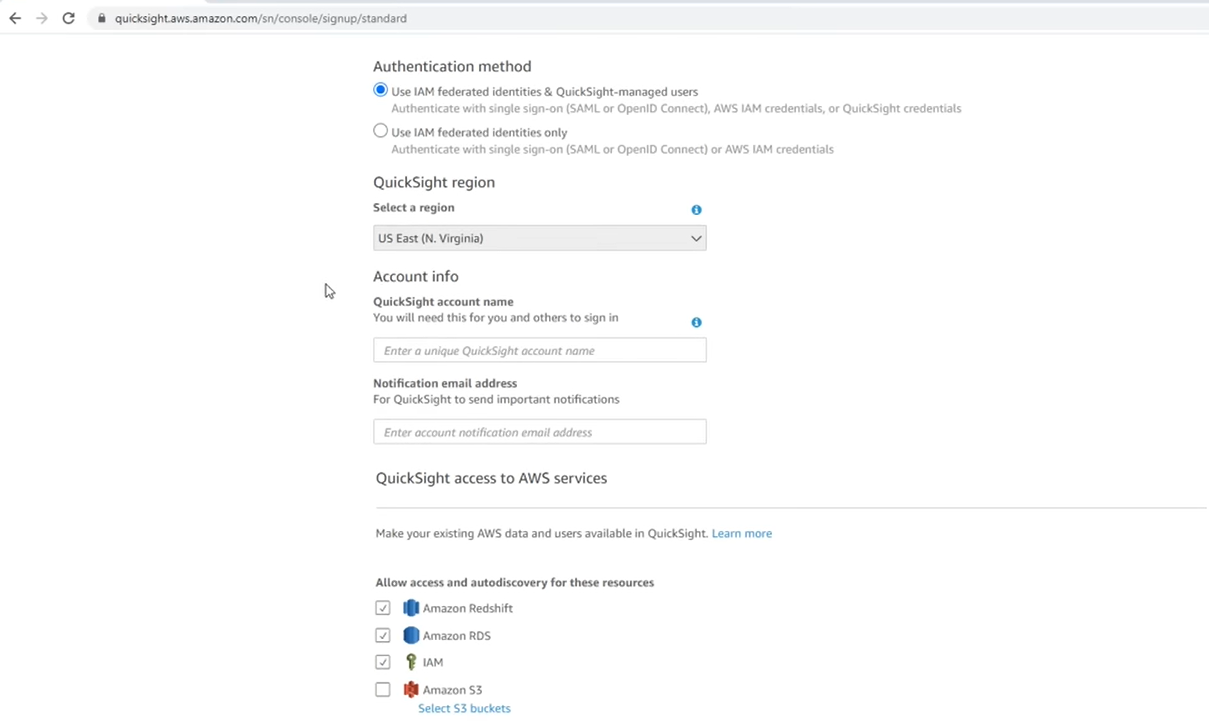 quicksight.aws.amazon.com/sn/console/signup/standard
Authentication method
Use IAM federated identities & QuickSight-managed users
Authenticate with single sign-on (SAML or OpenID Connect), AWS IAM credentials, or QuickSight credentials
Use IAM federated identities only
Authenticate with single sign-on (SAML or OpenID Connect) or AWS IAM credentials
QuickSight region
Select a region
US East (N. Virginia)
Account info
QuickSight account name
You will need this for you and others to sign in
Enter a unique QuickSight account name
Notification email address
For QuickSight to send important notifications
Enter account notification email address
QuickSight access to AWS services
Make your existing AWS data and users available in QuickSight. Learn more
Allow access and autodiscovery for these resources
Amazon Redshift
Amazon RDS
IAM
Amazon S3
Select S3 buckets